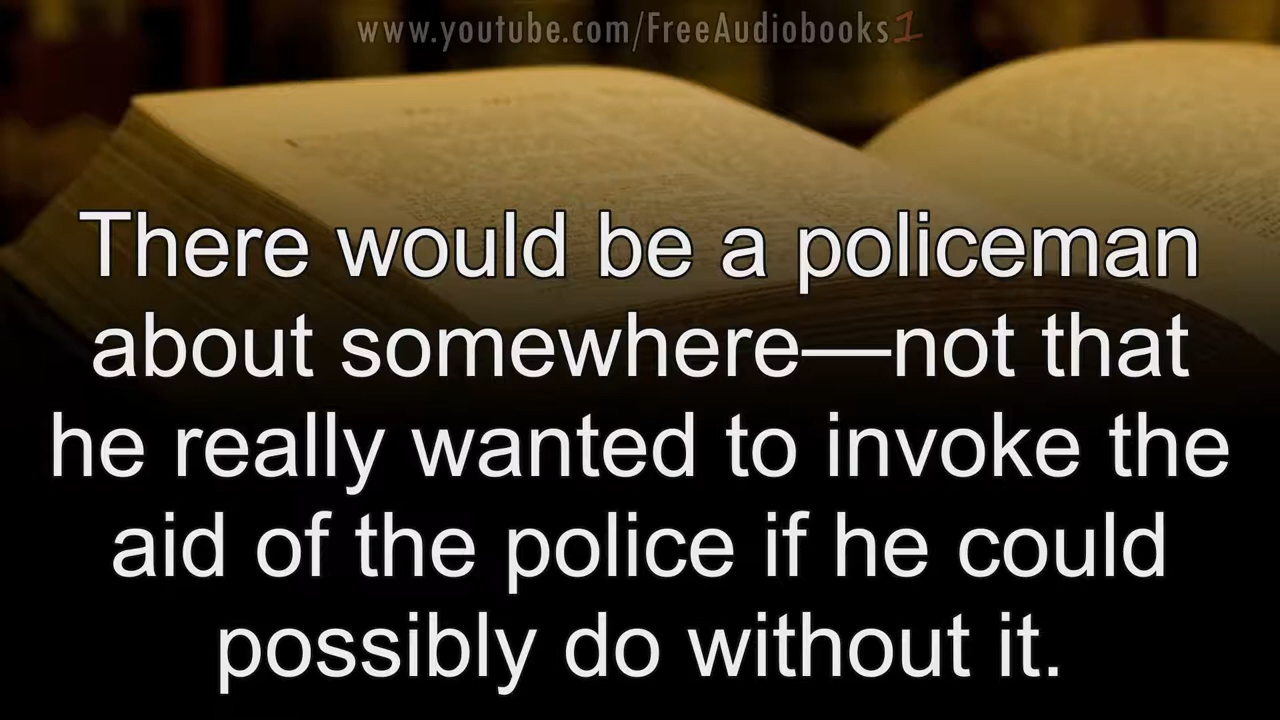 www.youtube.com/FreeAudiobooks1
There would be a policeman
about somewhere—not that
he really wanted to invoke the
aid of the police if he could
possibly do without it.